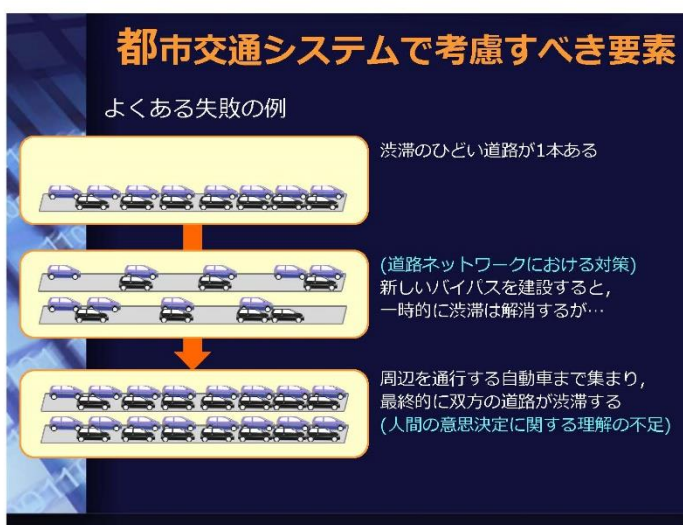 都市交通システムで考慮すべき要素
よくある失敗の例
渋滞のひどい道路が1本ある
(道路ネットワークにおける対策)
新しいバイパスを建設すると,
一時的に渋滞は解消するが…
周辺を通行する自動車まで集まり,
最終的に双方の道路が渋滞する
(人間の意思決定に関する理解の不足)